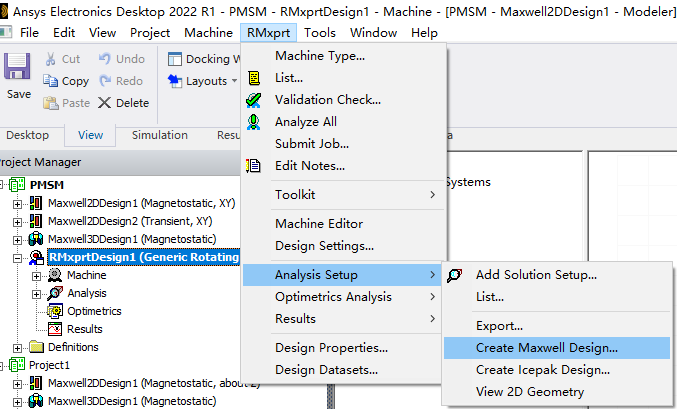 Ansys Electronics Desktop 2022 R1 - PMSM - RMxprtDesign1 - Machine - [PMSM - Maxwell2DDesign1 - Modeler]
File Edit View Project Machine RMxprt Tools Window Help
Save
Cut
Copy
Paste
Undo
Redo
Delete
Docking W
Layouts
Desktop View Simulation Resu a
Project Manager
PMSM
Maxwell2DDesign1 (Magnetostatic, XY)
Maxwell2DDesign2 (Transient, XY)
Maxwell3DDesign1 (Magnetostatic)
RMxprtDesign1 (Generic Rotating
Machine
Analysis
Optimetrics
Results
Definitions
Project1
Maxwell2DDesign1 (Magnetostatic, about Z)
Maxwell3DDesign1 (Magnetostatic)
Machine Type...
List...
Validation Check...
Analyze All
Submit Job...
Edit Notes...
Toolkit
Machine Editor
Design Settings...
Analysis Setup
Optimetrics Analysis
Results
Design Properties...
Design Datasets...
Systems
Add Solution Setup...
List...
Export...
Create Maxwell Design...
Create Icepak Design...
View 2D Geometry